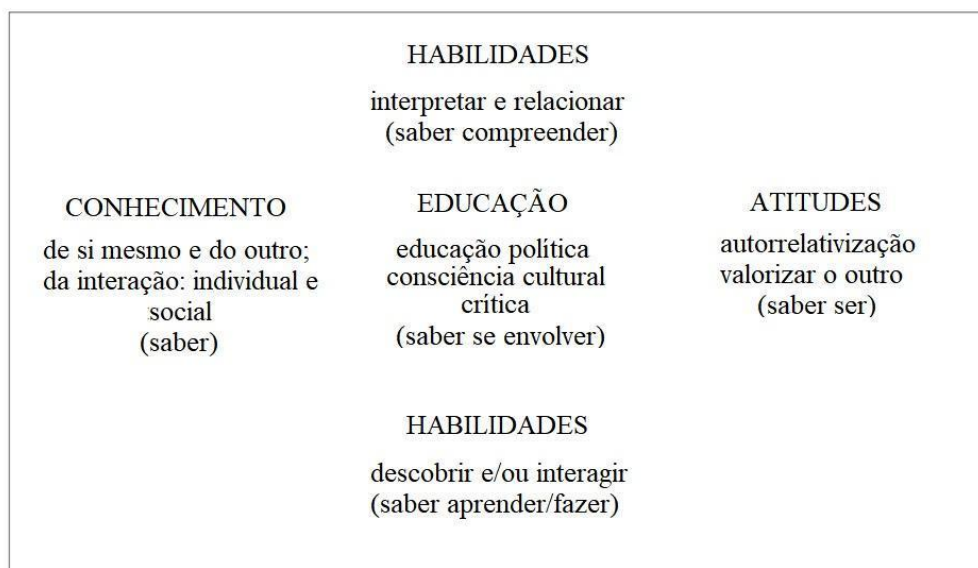 HABILIDADES
interpretar e relacionar
(saber compreender)
CONHECIMENTO
de si mesmo e do outro;
da interação: individual e
social
(saber)
EDUCAÇÃO
educação política
consciência cultural
crítica
(saber se envolver)
ATITUDES
autorrelativização
valorizar o outro
(saber ser)
HABILIDADES
descobrir e/ou interagir
(saber aprender/fazer)